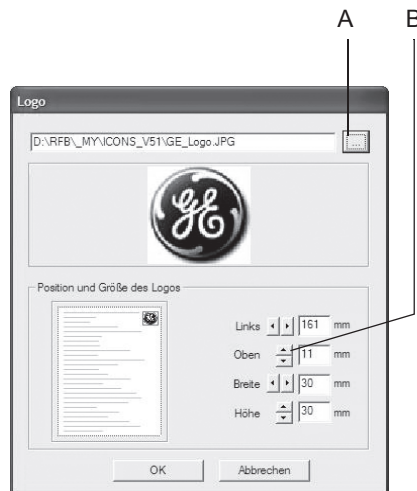 A B
Logo
D:\RFB\_MY\ICONS_V51\GE_Logo.JPG
...
GE
Position und Größe des Logos
Links 161 mm
Oben 11 mm
Breite 30 mm
Höhe 30 mm
OK Abbrechen